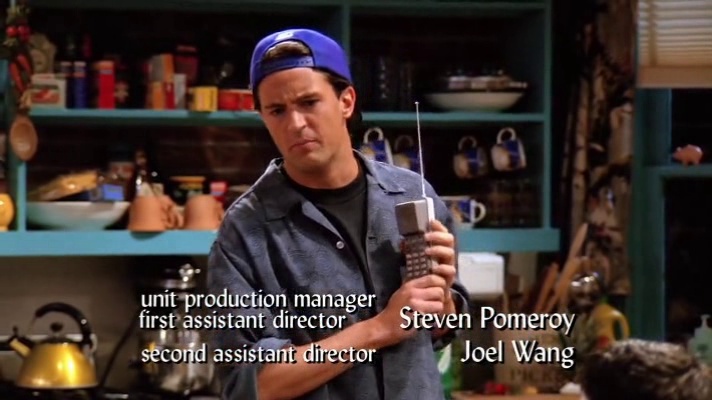 unit production manager
first assistant director Steven Pomeroy
second assistant director Joel Wang